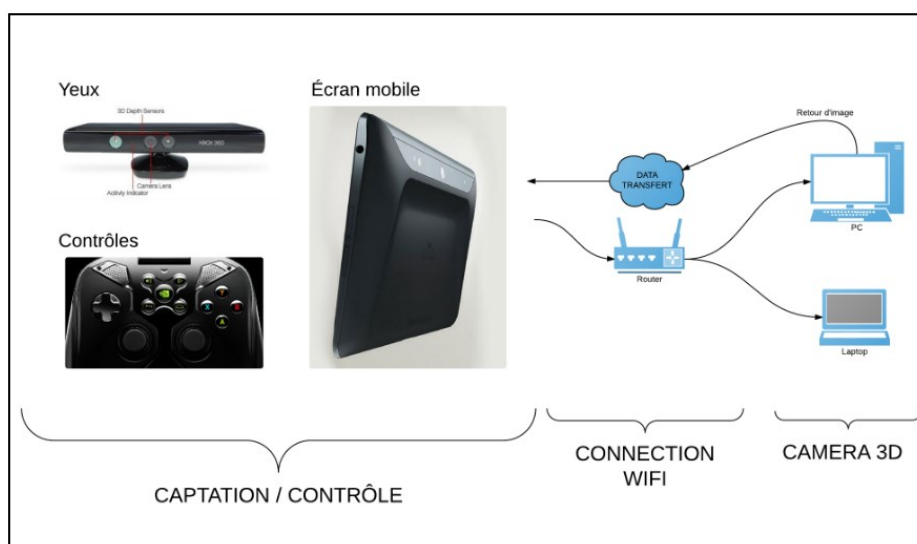 Yeux
3D Depth Sensors
XBOX 360
Camera Lens
Activiy Indicator
Contrôles
X
Y
B
A
Écran mobile
Retour d'image
DATA
TRANSFERT
PC
Router
Laptop
CAPTATION / CONTRÔLE
CONNECTION
WIFI
CAMERA 3D